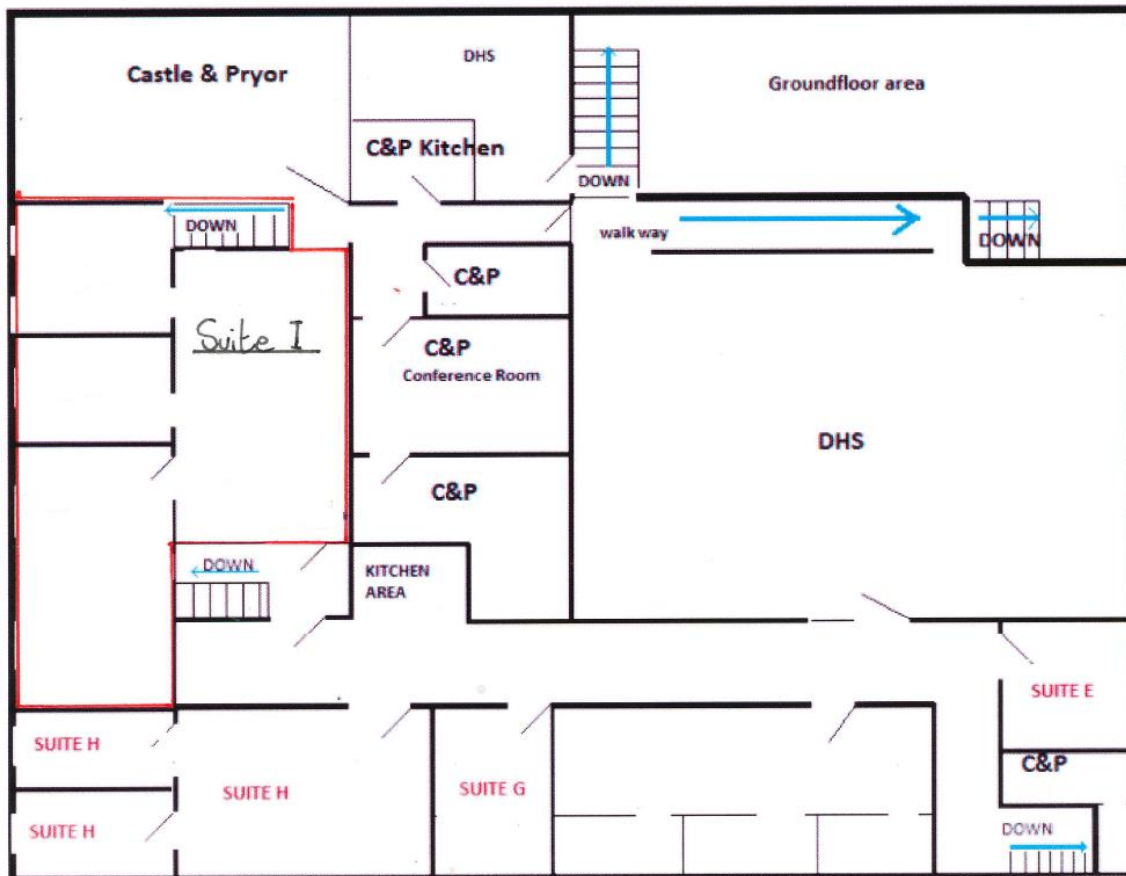 DHS
Castle & Pryor
Groundfloor area
C&P Kitchen
DOWN
DOWN
walk way
DOWN
C&P
Suite I
C&P
Conference Room
DHS
C&P
DOWN
KITCHEN
AREA
SUITE E
SUITE H
C&P
SUITE H
SUITE G
SUITE H
DOWN